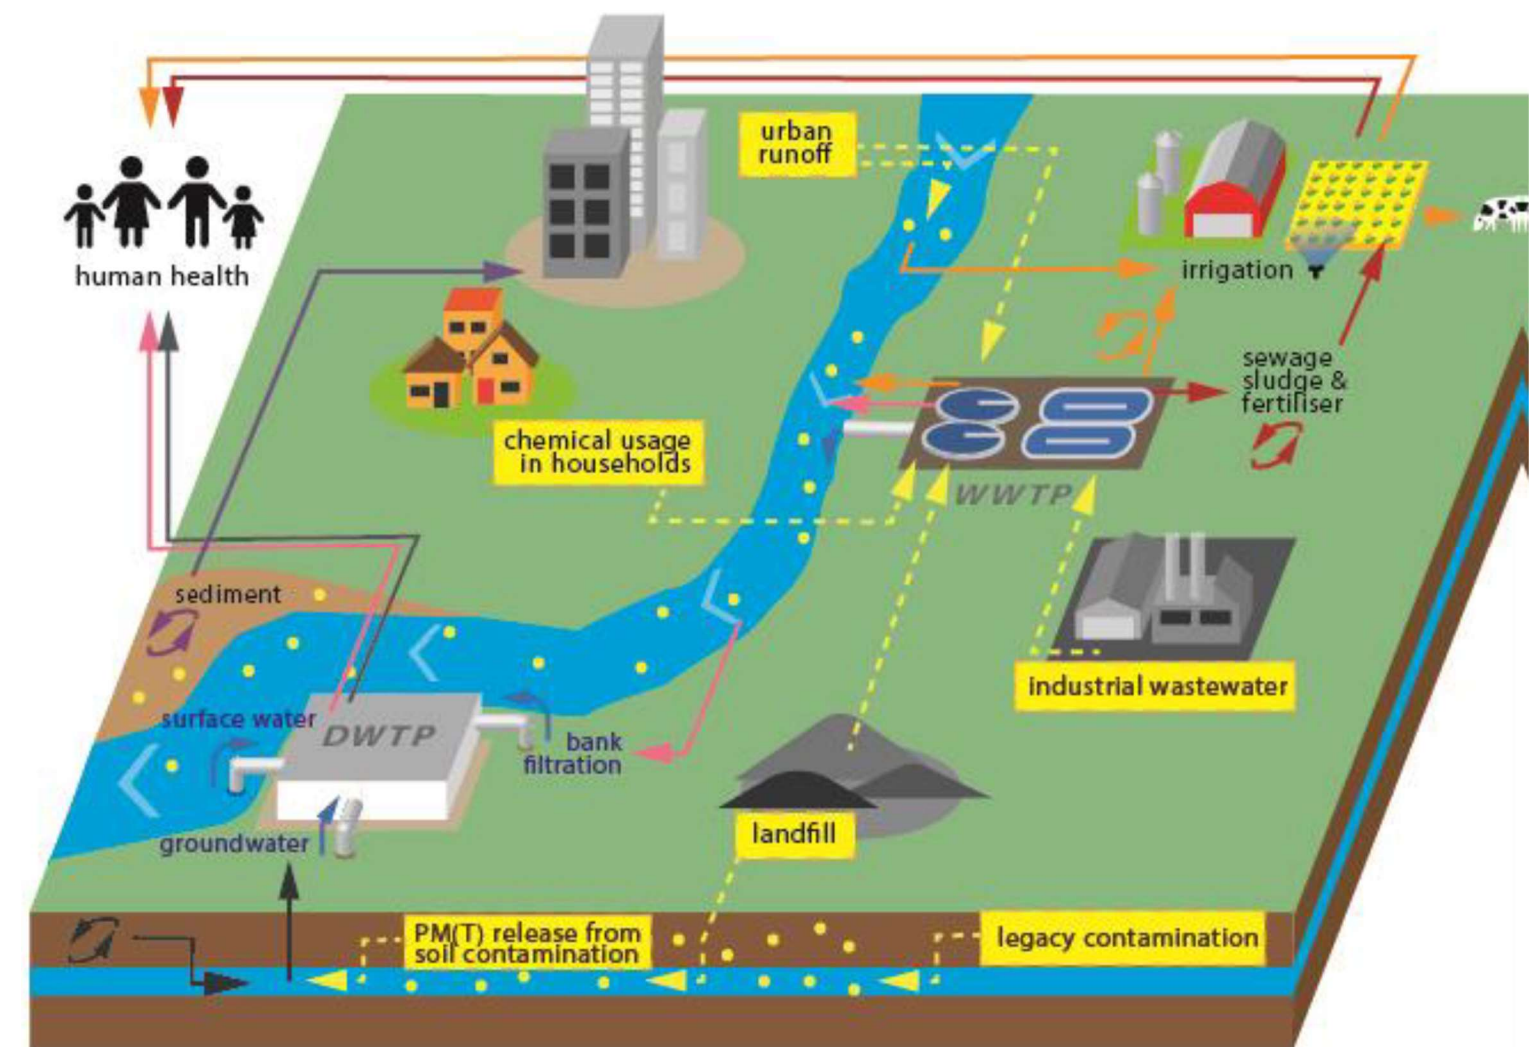 urban
runoff
human health
irrigation
sewage
sludge &
fertiliser
chemical usage
in households
WWTP
sediment
industrial wastewater
surface water
DWTP
bank
filtration
landfill
groundwater
PM(T) release from
soil contamination
legacy contamination